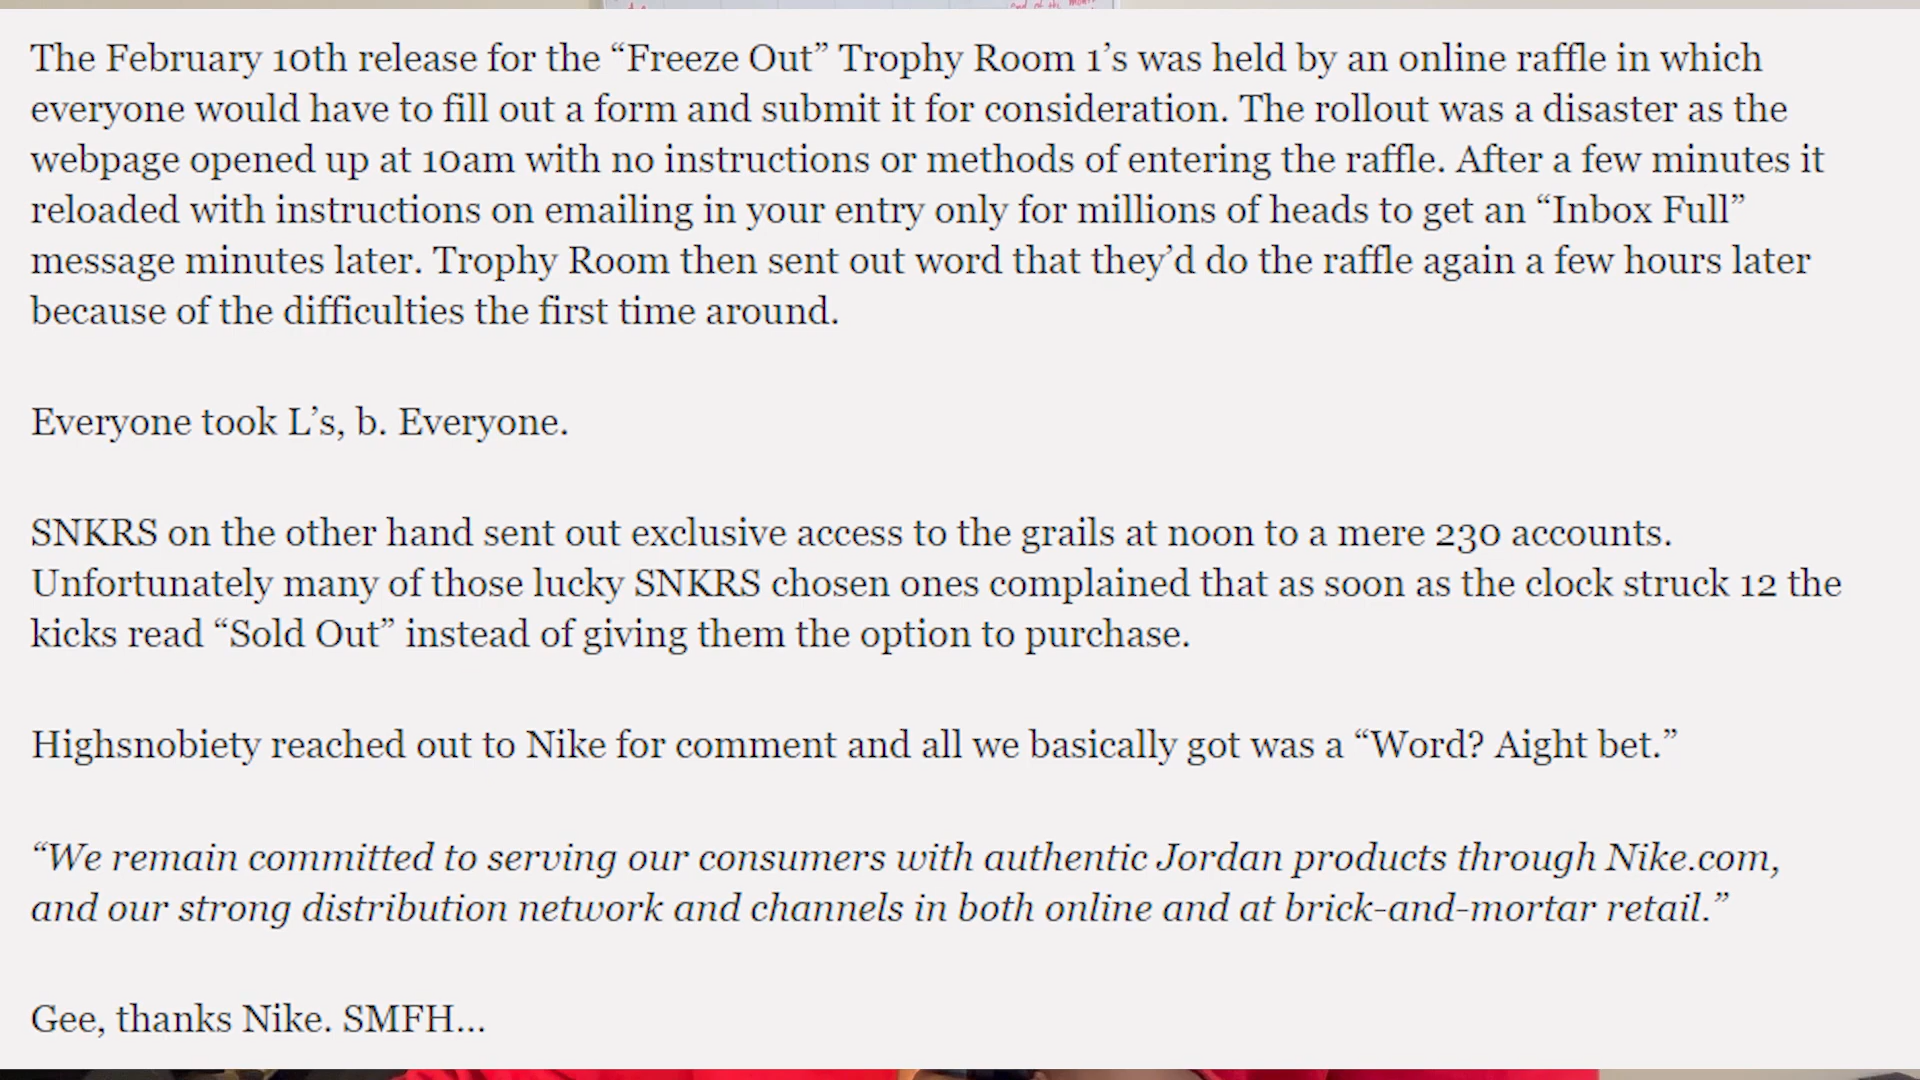 The February 10th release for the “Freeze Out” Trophy Room 1’s was held by an online raffle in which
everyone would have to fill out a form and submit it for consideration. The rollout was a disaster as the
webpage opened up at 10am with no instructions or methods of entering the raffle. After a few minutes it
reloaded with instructions on emailing in your entry only for millions of heads to get an “Inbox Full”
message minutes later. Trophy Room then sent out word that they’d do the raffle again a few hours later
because of the difficulties the first time around.
Everyone took L’s, b. Everyone.
SNKRS on the other hand sent out exclusive access to the grails at noon to a mere 230 accounts.
Unfortunately many of those lucky SNKRS chosen ones complained that as soon as the clock struck 12 the
kicks read “Sold Out” instead of giving them the option to purchase.
Highsnobiety reached out to Nike for comment and all we basically got was a “Word? Aight bet.”
“We remain committed to serving our consumers with authentic Jordan products through Nike.com,
and our strong distribution network and channels in both online and at brick-and-mortar retail.”
Gee, thanks Nike. SMFH...